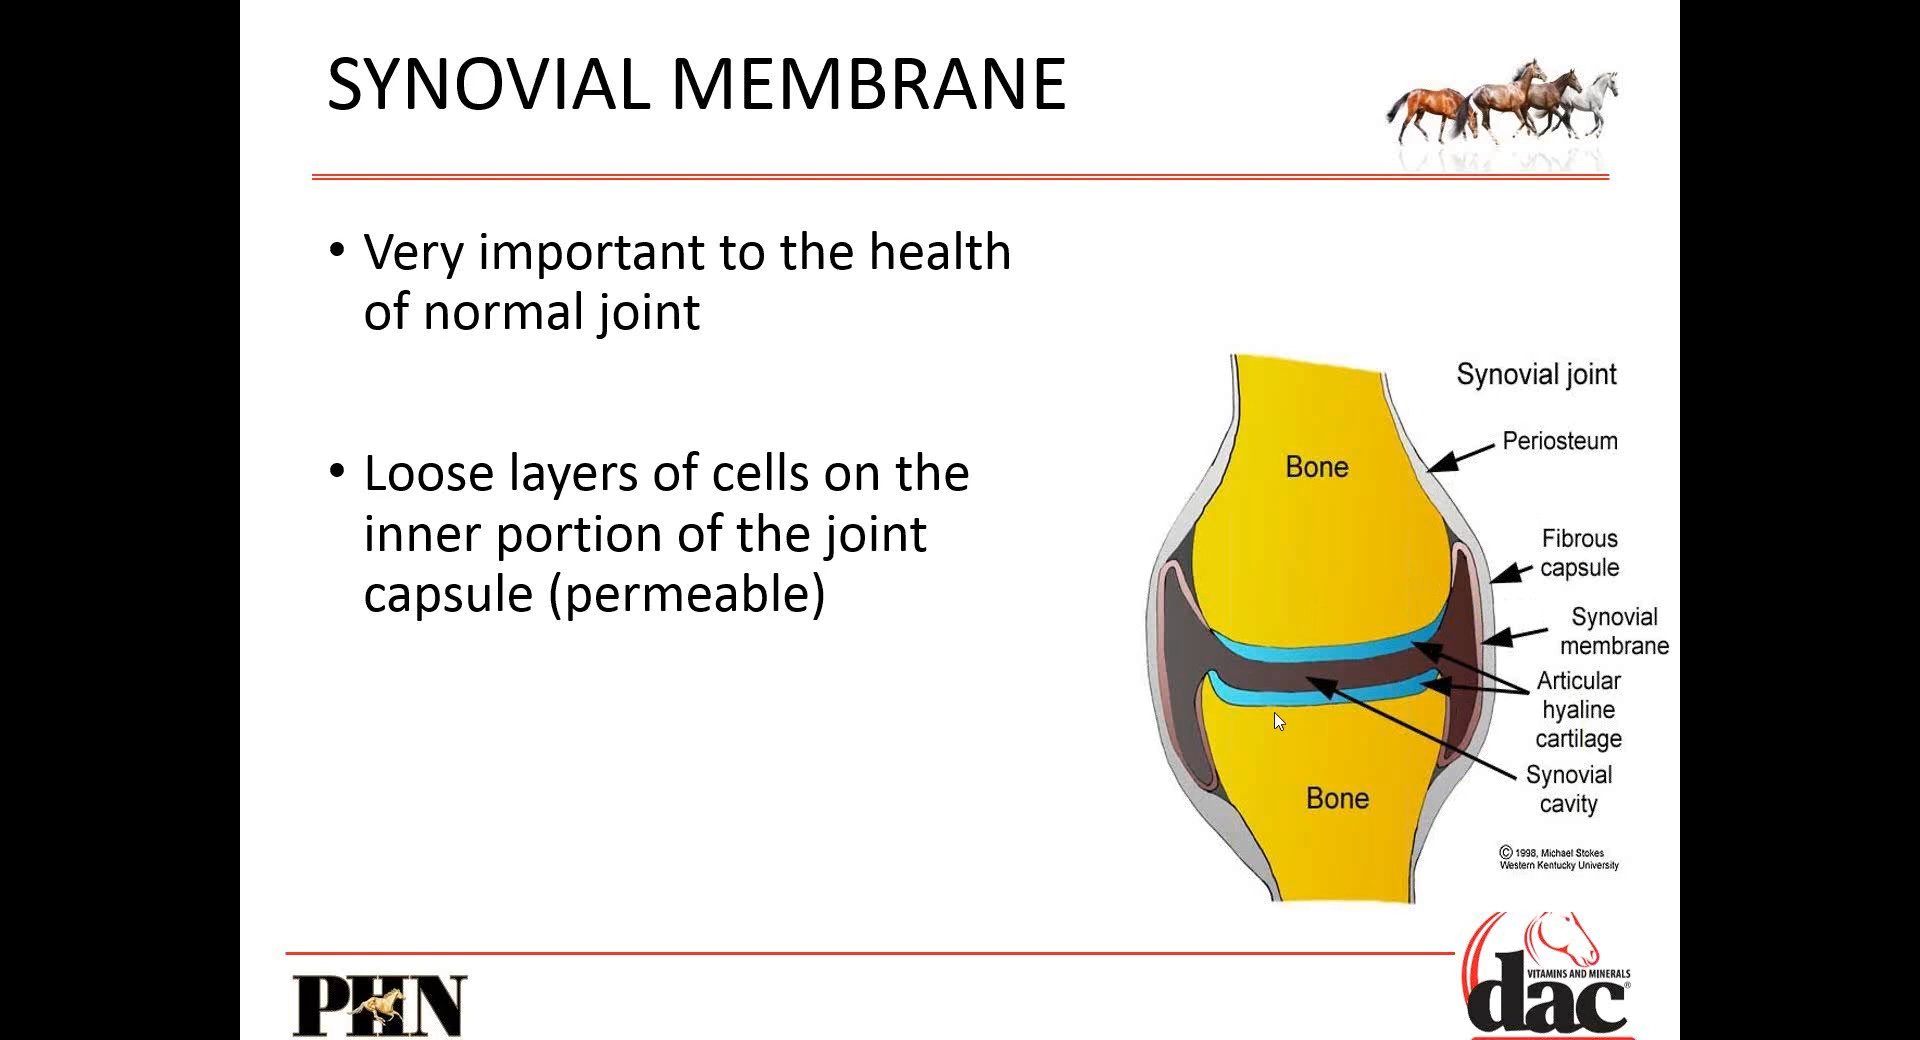 SYNOVIAL MEMBRANE
• Very important to the health
of normal joint
• Loose layers of cells on the
inner portion of the joint
capsule (permeable)
Synovial joint
Periosteum
Bone
Fibrous
capsule
Synovial
membrane
Articular
hyaline
cartilage
Synovial
cavity
Bone
© 1998, Michael Stokes
Western Kentucky University
PHN
VITAMINS AND MINERALS
dac®